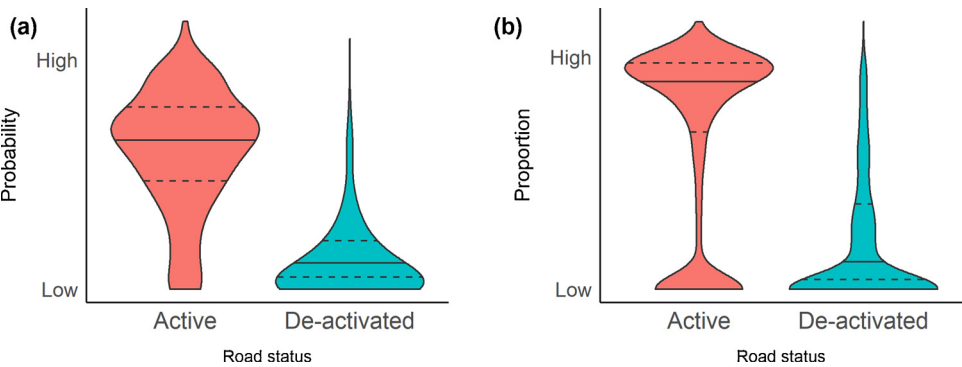 (a)
High
Probability
Low
Active De-activated
Road status
(b)
High
Proportion
Low
Active De-activated
Road status